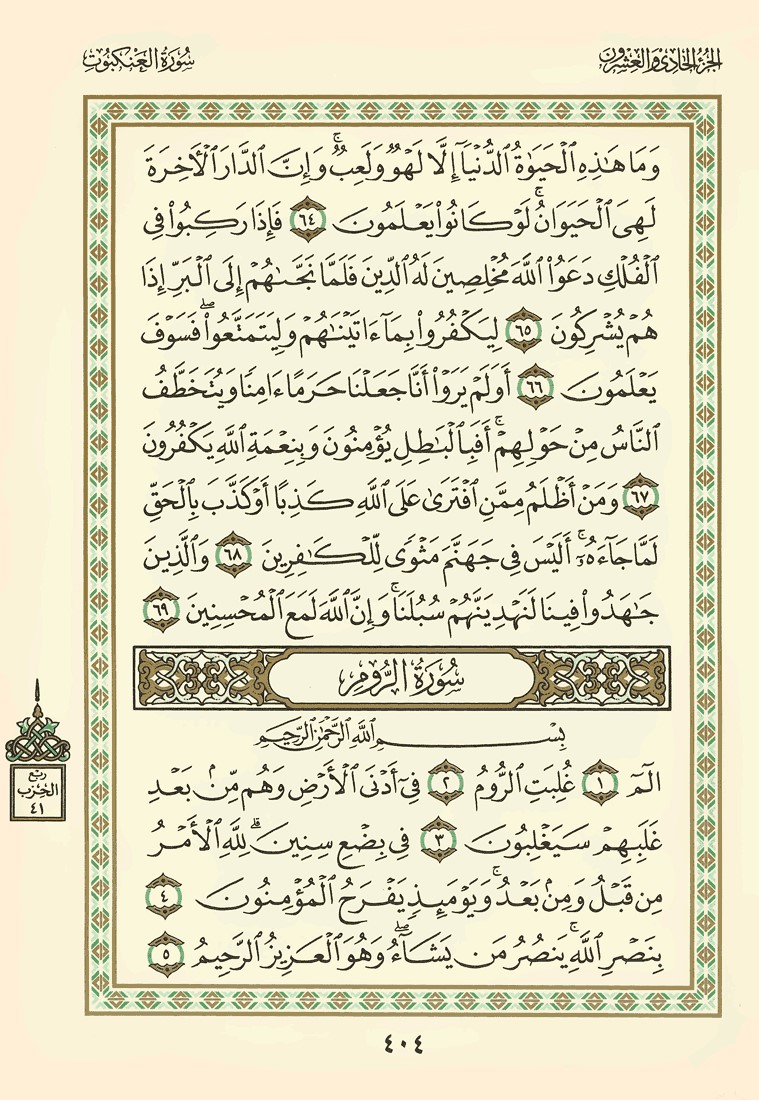 الجزء الحادي والعشرون
سورة العنكبوت
وَمَا هَٰذِهِ ٱلْحَيَوٰةُ ٱلدُّنْيَآ إِلَّا لَهْوٌ وَلَعِبٌ ۚ وَإِنَّ ٱلدَّارَ ٱلْأَخِرَةَ
لَهِىَ ٱلْحَيَوَانُ ۚ لَوْ كَانُوا۟ يَعْلَمُونَ ٦٤ فَإِذَا رَكِبُوا۟ فِى
ٱلْفُلْكِ دَعَوُا۟ ٱللَّهَ مُخْلِصِينَ لَهُ ٱلدِّينَ فَلَمَّا نَجَّىٰهُمْ إِلَى ٱلْبَرِّ إِذَا
هُمْ يُشْرِكُونَ ٦٥ لِيَكْفُرُوا۟ بِمَآ ءَاتَيْنَٰهُمْ وَلِيَتَمَتَّعُوا۟ ۖ فَسَوْفَ
يَعْلَمُونَ ٦٦ أَوَلَمْ يَرَوْا۟ أَنَّا جَعَلْنَا حَرَمًا ءَامِنًا وَيُتَخَطَّفُ
ٱلنَّاسُ مِنْ حَوْلِهِمْ ۚ أَفَبِٱلْبَٰطِلِ يُؤْمِنُونَ وَبِنِعْمَةِ ٱللَّهِ يَكْفُرُونَ
٦٧ وَمَنْ أَظْلَمُ مِمَّنِ ٱفْتَرَىٰ عَلَى ٱللَّهِ كَذِبًا أَوْ كَذَّبَ بِٱلْحَقِّ
لَمَّا جَآءَهُۥٓ ۚ أَلَيْسَ فِى جَهَنَّمَ مَثْوًى لِّلْكَٰفِرِينَ ٦٨ وَٱلَّذِينَ
جَٰهَدُوا۟ فِينَا لَنَهْدِيَنَّهُمْ سُبُلَنَا ۚ وَإِنَّ ٱللَّهَ لَمَعَ ٱلْمُحْسِنِينَ ٦٩
سُورَةُ الرُّومِ
بِسْمِ ٱللَّهِ ٱلرَّحْمَٰنِ ٱلرَّحِيمِ
الٓمٓ ١ غُلِبَتِ ٱلرُّومُ ٢ فِىٓ أَدْنَى ٱلْأَرْضِ وَهُم مِّنۢ بَعْدِ
غَلَبِهِمْ سَيَغْلِبُونَ ٣ فِى بِضْعِ سِنِينَ ۗ لِلَّهِ ٱلْأَمْرُ
مِن قَبْلُ وَمِنۢ بَعْدُ ۚ وَيَوْمَئِذٍ يَفْرَحُ ٱلْمُؤْمِنُونَ ٤
بِنَصْرِ ٱللَّهِ ۚ يَنصُرُ مَن يَشَآءُ ۖ وَهُوَ ٱلْعَزِيزُ ٱلرَّحِيمُ ٥
ربع
الحزب
٤١
٤٠٤